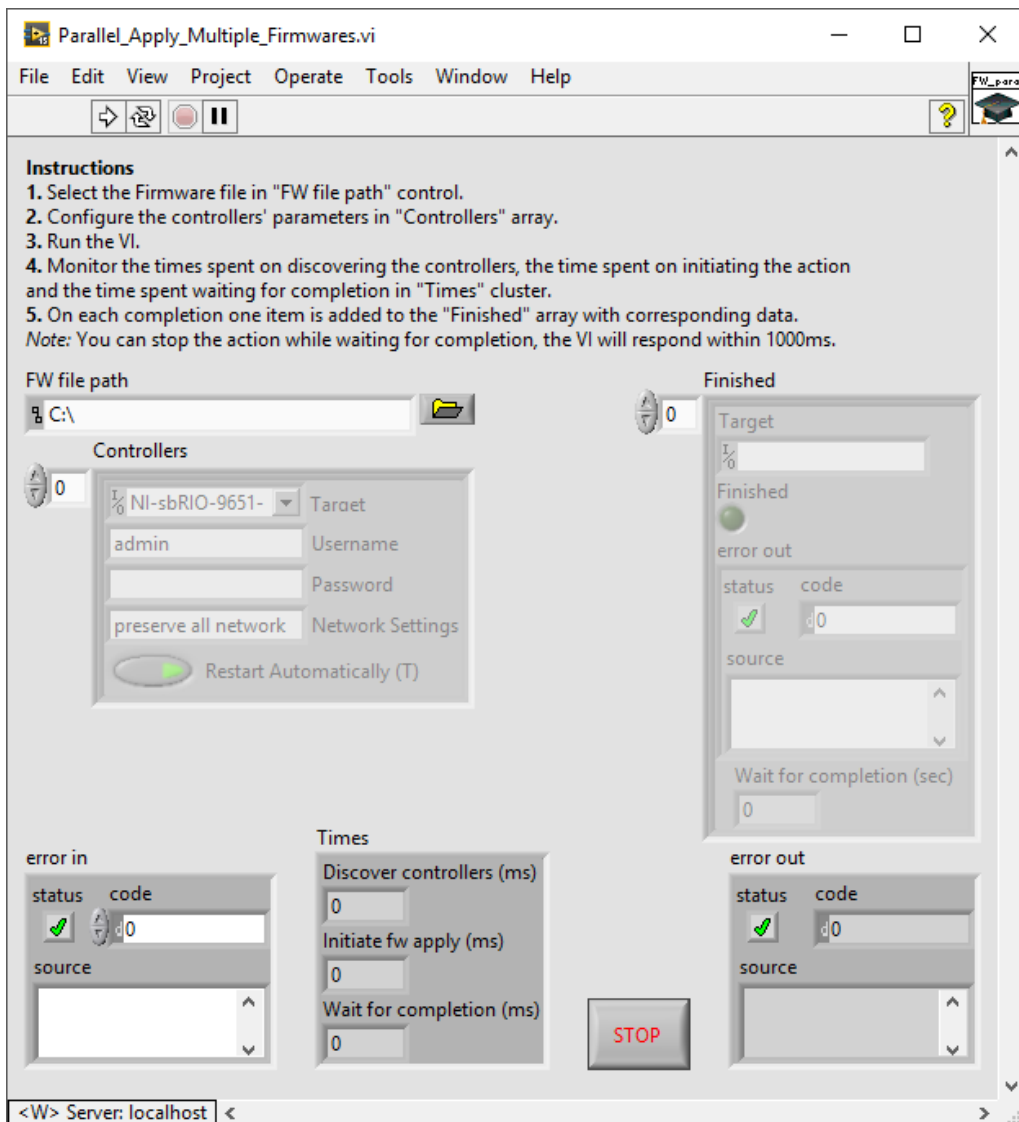 Parallel_Apply_Multiple_Firmwares.vi
File Edit View Project Operate Tools Window Help
FW_para
Instructions
1. Select the Firmware file in "FW file path" control.
2. Configure the controllers' parameters in "Controllers" array.
3. Run the VI.
4. Monitor the times spent on discovering the controllers, the time spent on initiating the action
and the time spent waiting for completion in "Times" cluster.
5. On each completion one item is added to the "Finished" array with corresponding data.
Note: You can stop the action while waiting for completion, the VI will respond within 1000ms.
FW file path
C:\
Controllers
0
NI-sbRIO-9651- Target
admin Username
Password
preserve all network Network Settings
Restart Automatically (T)
Finished
0
Target
Finished
error out
status code
d 0
source
Wait for completion (sec)
0
error in
status code
d 0
source
Times
Discover controllers (ms)
0
Initiate fw apply (ms)
0
Wait for completion (ms)
0
STOP
error out
status code
d 0
source
<W> Server: localhost